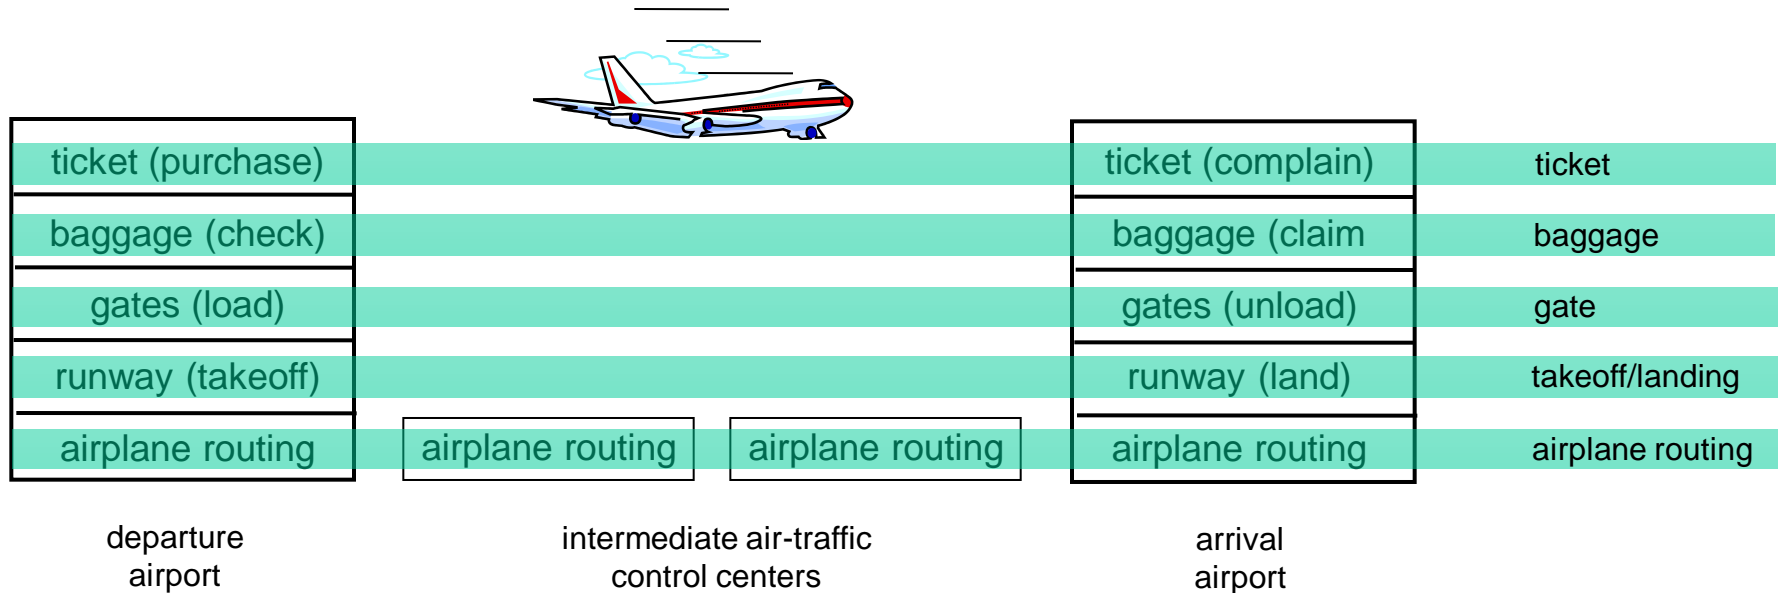 ticket (purchase)
ticket (complain)
ticket
baggage (check)
baggage (claim
baggage
gates (load)
gates (unload)
gate
runway (takeoff)
runway (land)
takeoff/landing
airplane routing
airplane routing
airplane routing
airplane routing
airplane routing
departure
airport
intermediate air-traffic
control centers
arrival
airport